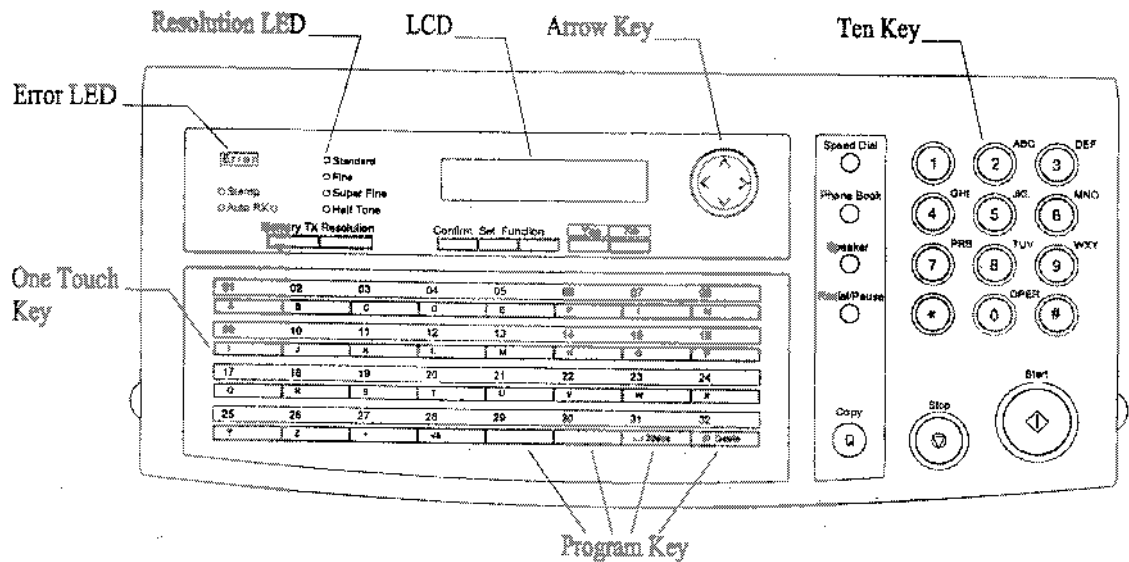 Resolution LED LCD Arrow Key Ten Key
Error LED
Error
Standard
Fine
Stamp Super Fine
Auto RX Half Tone
TX Resolution
Confirm Set Function
Speed Dial
Phone Book
Speaker
Redial/Pause
1 2 ABC 3 DEF
4 GHI 5 JKL 6 MNO
7 PRS 8 TUV 9 WXY
* 0 OPER #
One Touch
Key
01 02 03 04 05 06 07 08
A B C D E F
09 10 11 12 13 14 15 16
I J K L M N O P
17 18 19 20 21 22 23 24
Q R S T U V W X
25 26 27 28 29 30 31 32
Y Z + Delete
Copy
Stop
Start
Program Key